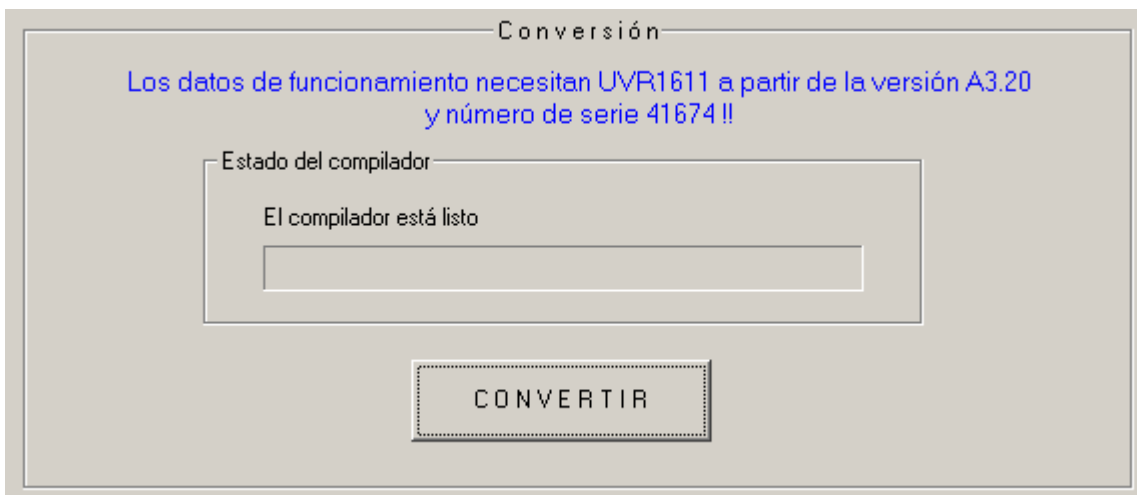 Conversión
Los datos de funcionamiento necesitan UVR1611 a partir de la versión A3.20
y número de serie 41674 !!
Estado del compilador
El compilador está listo
CONVERTIR